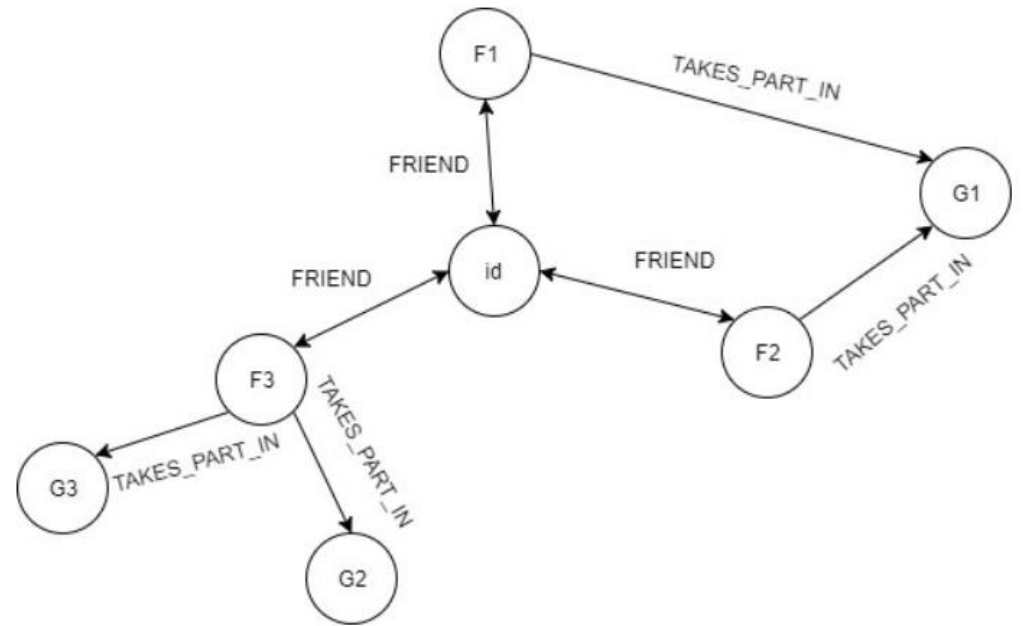 F1
TAKES_PART_IN
FRIEND
G1
id
FRIEND
FRIEND
TAKES_PART_IN
F2
F3
TAKES_PART_IN
TAKES_PART_IN
G3
G2